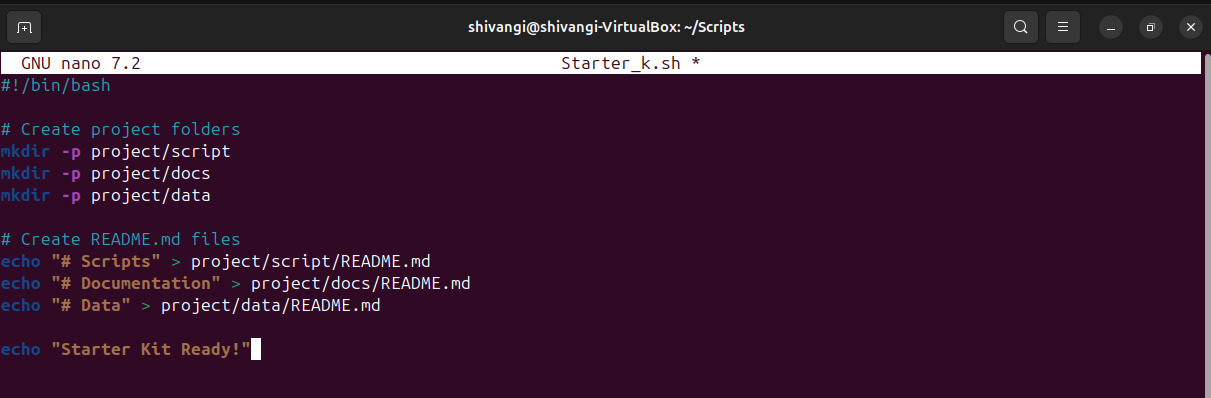 shivangi@shivangi-VirtualBox: ~/Scripts
GNU nano 7.2 Starter_k.sh *
#!/bin/bash
# Create project folders
mkdir -p project/script
mkdir -p project/docs
mkdir -p project/data
# Create README.md files
echo "# Scripts" > project/script/README.md
echo "# Documentation" > project/docs/README.md
echo "# Data" > project/data/README.md
echo "Starter Kit Ready!"